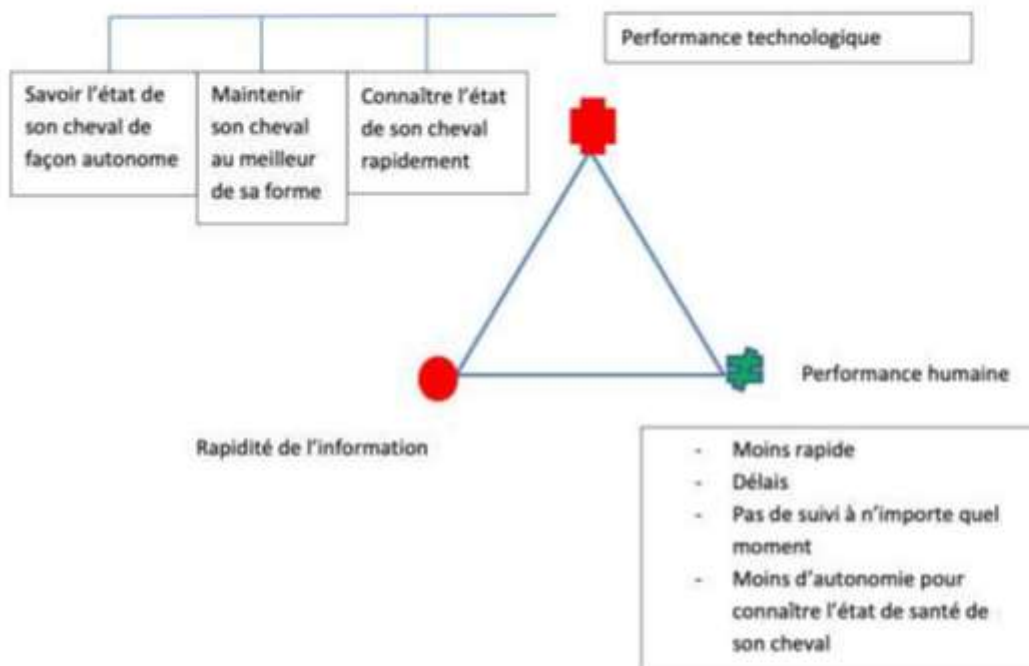 Performance technologique
Savoir l'état de
son cheval de
façon autonome
Maintenir
son cheval
au meilleur
de sa forme
Connaître l'état
de son cheval
rapidement
Performance humaine
Rapidité de l'information
- Moins rapide
- Délais
- Pas de suivi à n'importe quel
moment
- Moins d'autonomie pour
connaître l'état de santé de
son cheval